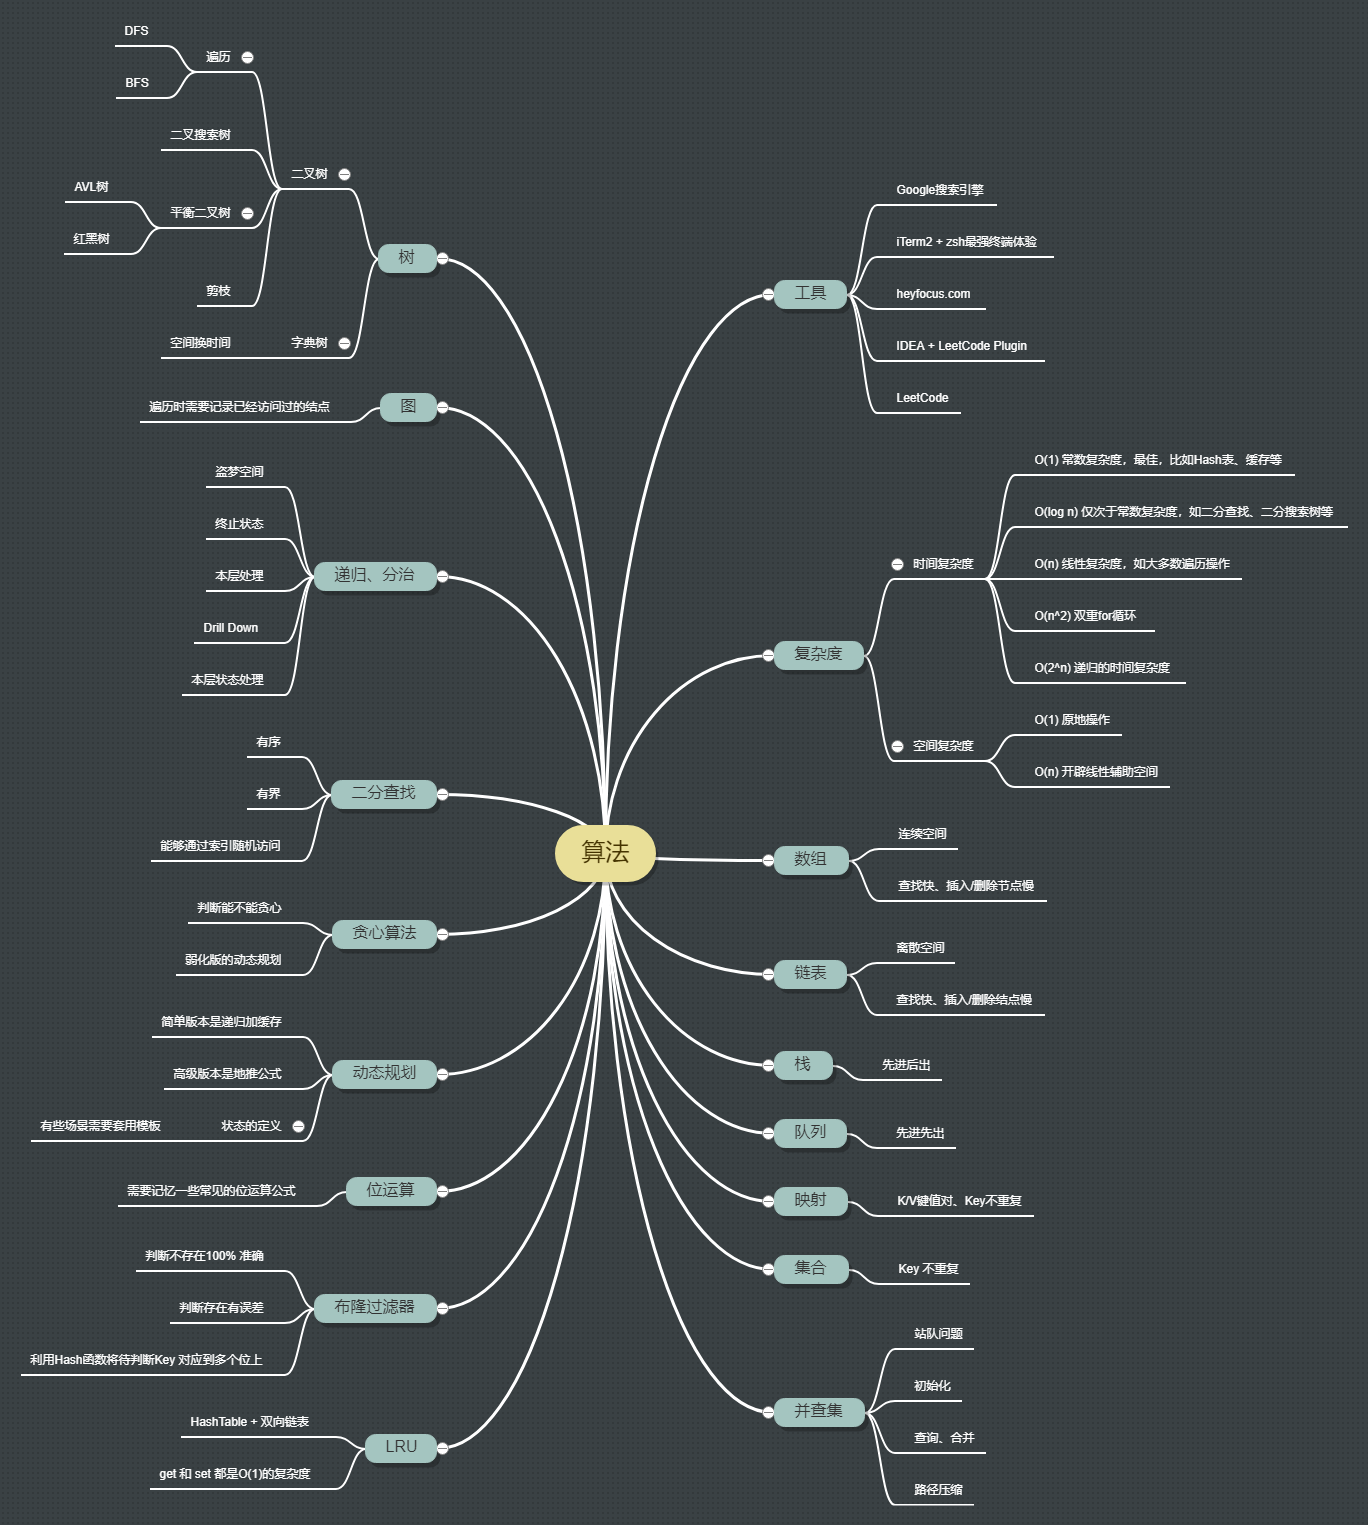 算法
工具
Google搜索引擎
iTerm2 + zsh最强终端体验
heyfocus.com
IDEA + LeetCode Plugin
LeetCode
复杂度
时间复杂度
O(1) 常数复杂度，最佳，比如Hash表、缓存等
O(log n) 仅次于常数复杂度，如二分查找、二分搜索树等
O(n) 线性复杂度，如大多数遍历操作
O(n^2) 双重for循环
O(2^n) 递归的时间复杂度
空间复杂度
O(1) 原地操作
O(n) 开辟线性辅助空间
数组
连续空间
查找快、插入/删除节点慢
链表
离散空间
查找快、插入/删除结点慢
栈
先进后出
队列
先进先出
映射
K/V键值对、Key不重复
集合
Key 不重复
并查集
站队问题
初始化
查询、合并
路径压缩
树
二叉树
遍历
DFS
BFS
二叉搜索树
平衡二叉树
AVL树
红黑树
剪枝
字典树
空间换时间
图
遍历时需要记录已经访问过的结点
递归、分治
盗梦空间
终止状态
本层处理
Drill Down
本层状态处理
二分查找
有序
有界
能够通过索引随机访问
贪心算法
判断能不能贪心
弱化版的动态规划
动态规划
简单版本是递归加缓存
高级版本是地推公式
状态的定义
有些场景需要套用模板
位运算
需要记忆一些常见的位运算公式
布隆过滤器
判断不存在100% 准确
判断存在有误差
利用Hash函数将待判断Key 对应到多个位上
LRU
HashTable + 双向链表
get 和 set 都是O(1)的复杂度